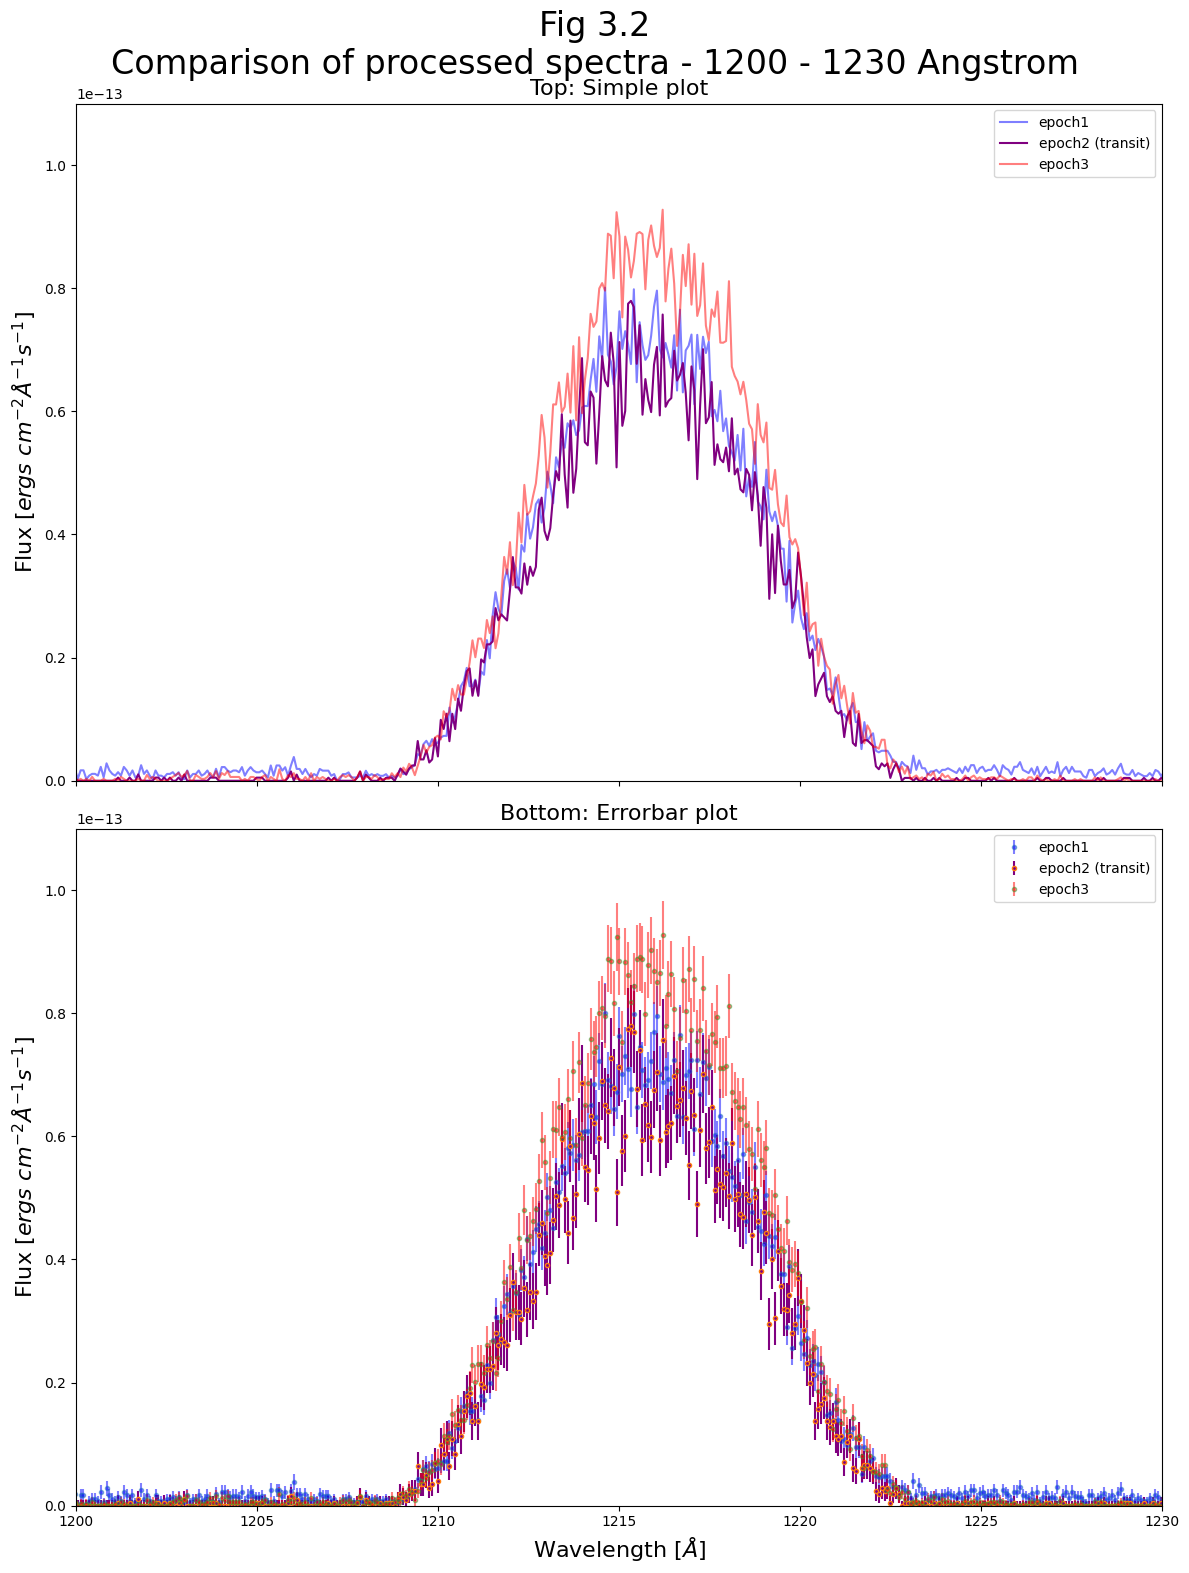 Fig 3.2
Comparison of processed spectra - 1200 - 1230 Angstrom
Top: Simple plot
1e−13
epoch1
epoch2 (transit)
epoch3
1.0
0.8
0.6
0.4
0.2
0.0
Flux [ergs cm⁻²Å⁻¹s⁻¹]
Bottom: Errorbar plot
1e−13
epoch1
epoch2 (transit)
epoch3
1.0
0.8
0.6
0.4
0.2
0.0
Flux [ergs cm⁻²Å⁻¹s⁻¹]
1200 1205 1210 1215 1220 1225 1230
Wavelength [Å]